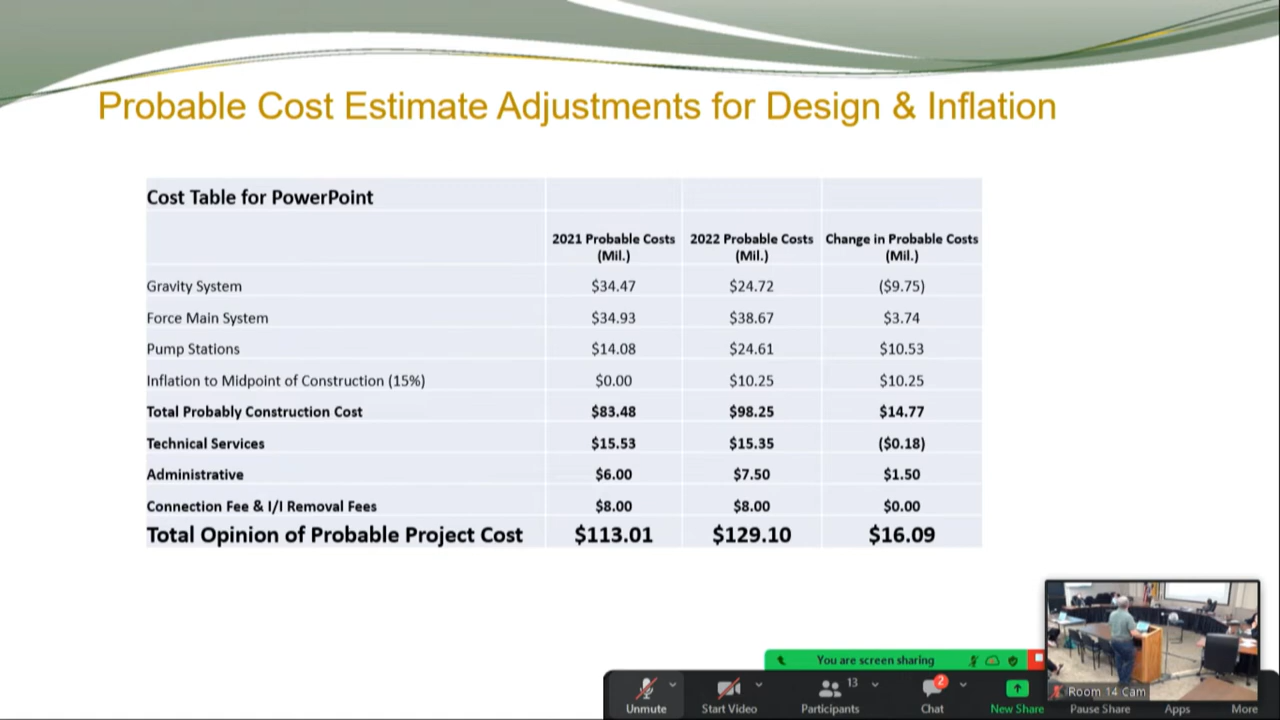 Probable Cost Estimate Adjustments for Design & Inflation
Cost Table for PowerPoint
2021 Probable Costs (Mil.) 2022 Probable Costs (Mil.) Change in Probable Costs (Mil.)
Gravity System $34.47 $24.72 ($9.75)
Force Main System $34.93 $38.67 $3.74
Pump Stations $14.08 $24.61 $10.53
Inflation to Midpoint of Construction (15%) $0.00 $10.25 $10.25
Total Probably Construction Cost $83.48 $98.25 $14.77
Technical Services $15.53 $15.35 ($0.18)
Administrative $6.00 $7.50 $1.50
Connection Fee & I/I Removal Fees $8.00 $8.00 $0.00
Total Opinion of Probable Project Cost $113.01 $129.10 $16.09
You are screen sharing
Room 14 Cam
13 2
Unmute Start Video Participants Chat New Share Pause Share Apps More